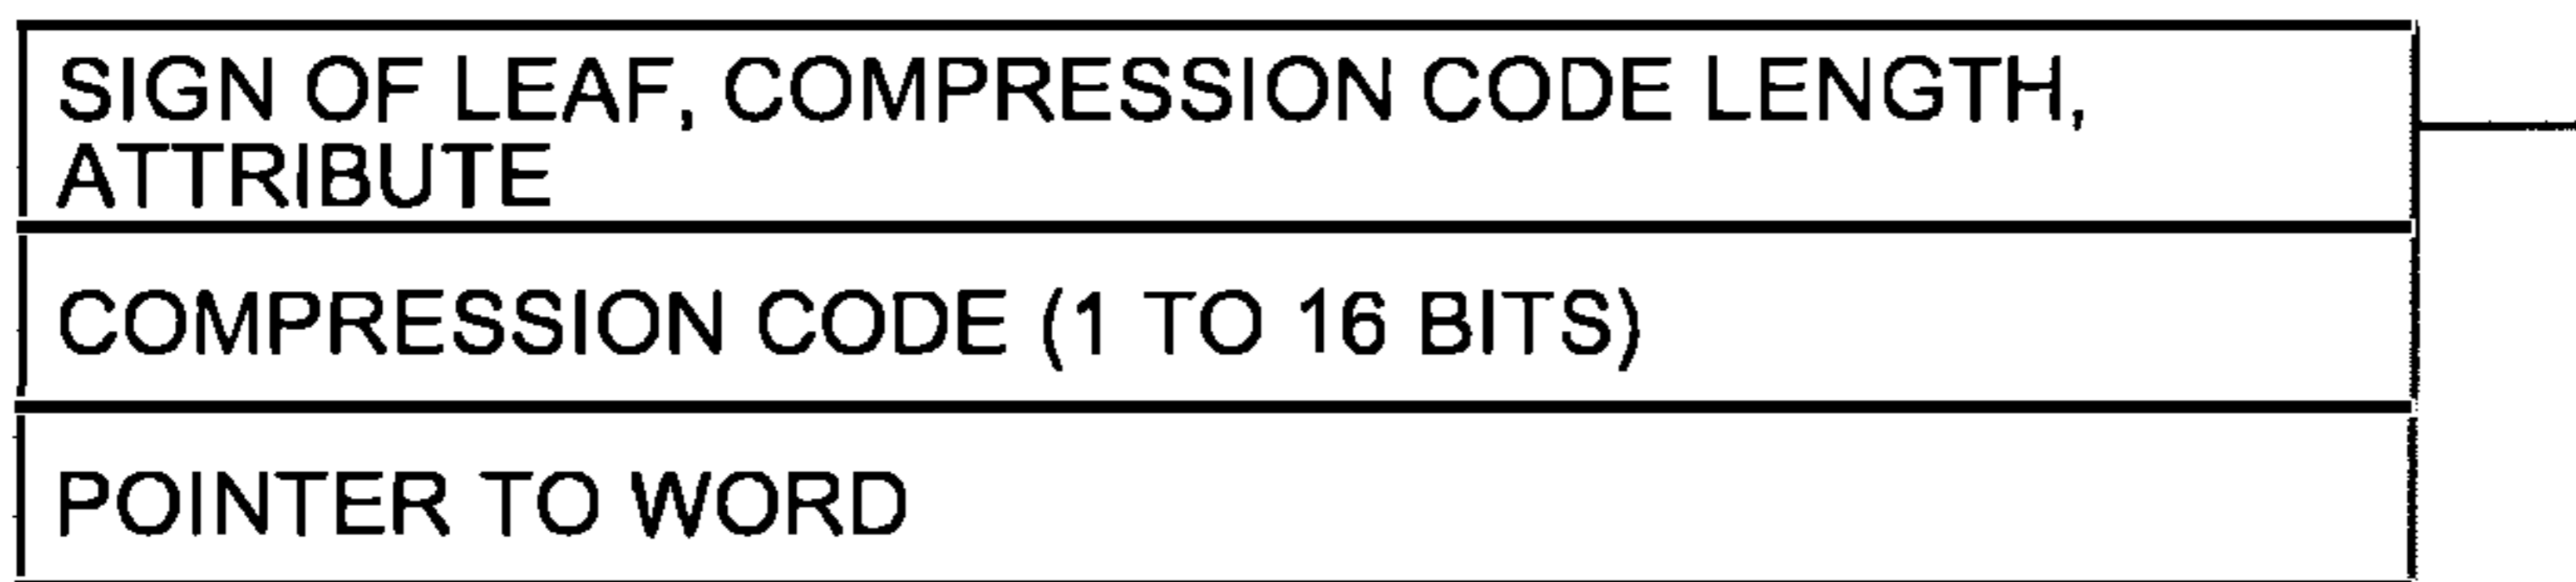 SIGN OF LEAF, COMPRESSION CODE LENGTH,
ATTRIBUTE
COMPRESSION CODE (1 TO 16 BITS)
POINTER TO WORD